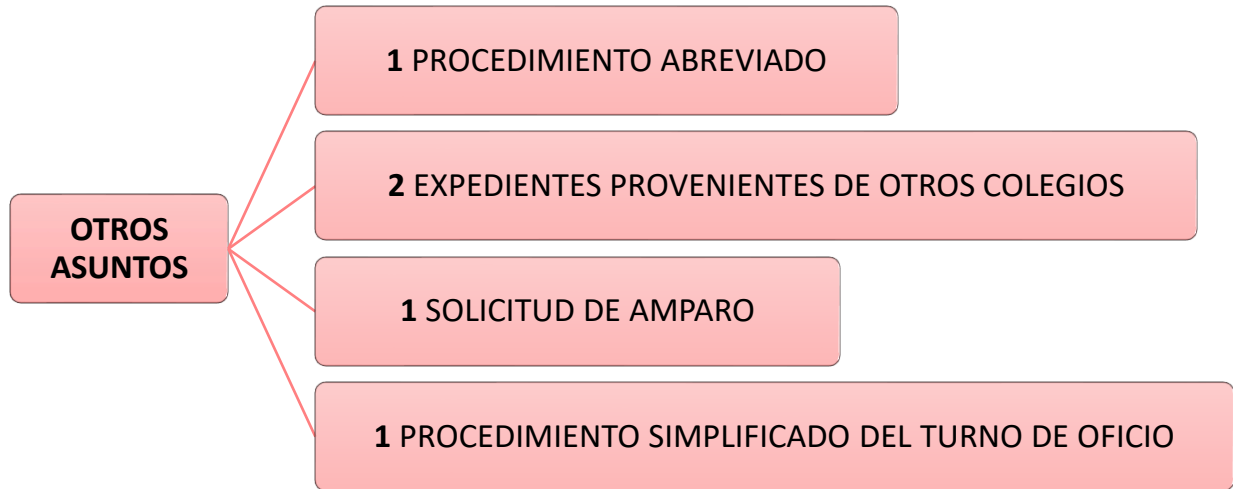 OTROS
ASUNTOS
1 PROCEDIMIENTO ABREVIADO
2 EXPEDIENTES PROVENIENTES DE OTROS COLEGIOS
1 SOLICITUD DE AMPARO
1 PROCEDIMIENTO SIMPLIFICADO DEL TURNO DE OFICIO